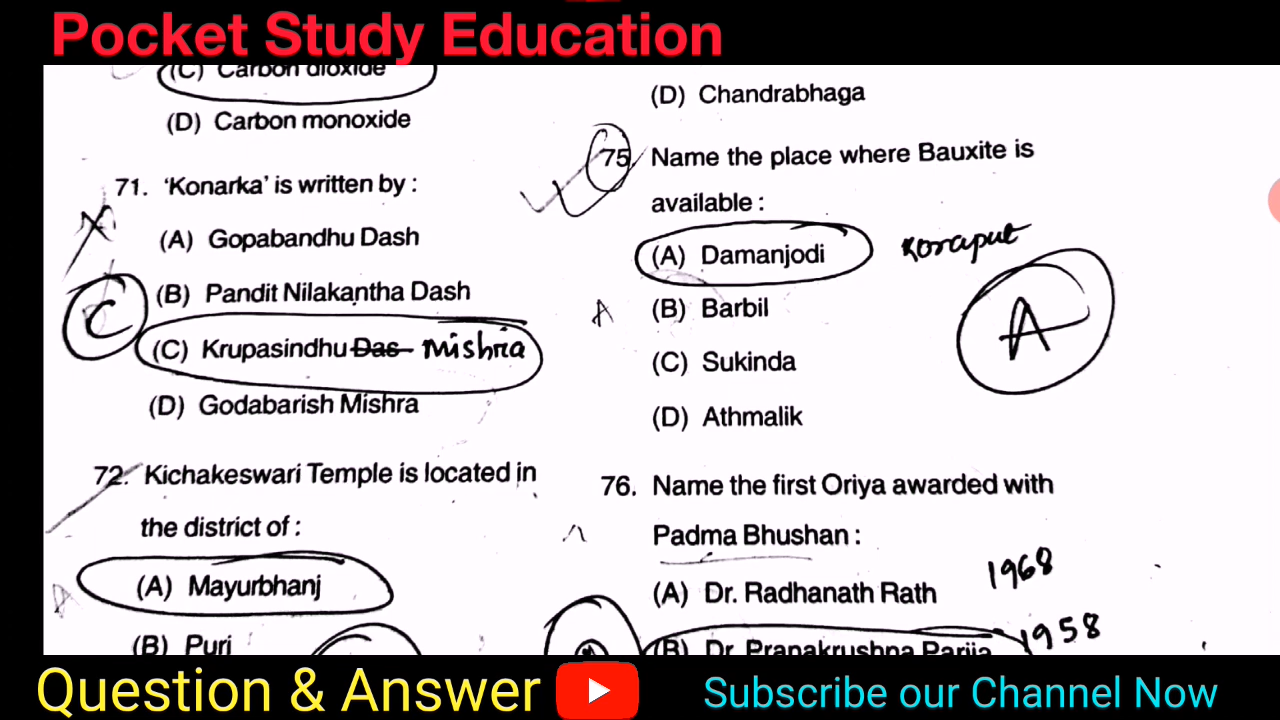 Pocket Study Education
(C) Carbon dioxide
(D) Carbon monoxide
71. 'Konarka' is written by :
(A) Gopabandhu Dash
(B) Pandit Nilakantha Dash
C
(C) Krupasindhu Das Mishra
(D) Godabarish Mishra
72. Kichakeswari Temple is located in
the district of :
(A) Mayurbhanj
(B) Puri
(D) Chandrabhaga
75 Name the place where Bauxite is
available :
(A) Damanjodi Koraput
(B) Barbil
A
(C) Sukinda
(D) Athmalik
76. Name the first Oriya awarded with
Padma Bhushan :
(A) Dr. Radhanath Rath 1968
(B) Dr. Pranakrushna Parija 1958
Question & Answer
Subscribe our Channel Now